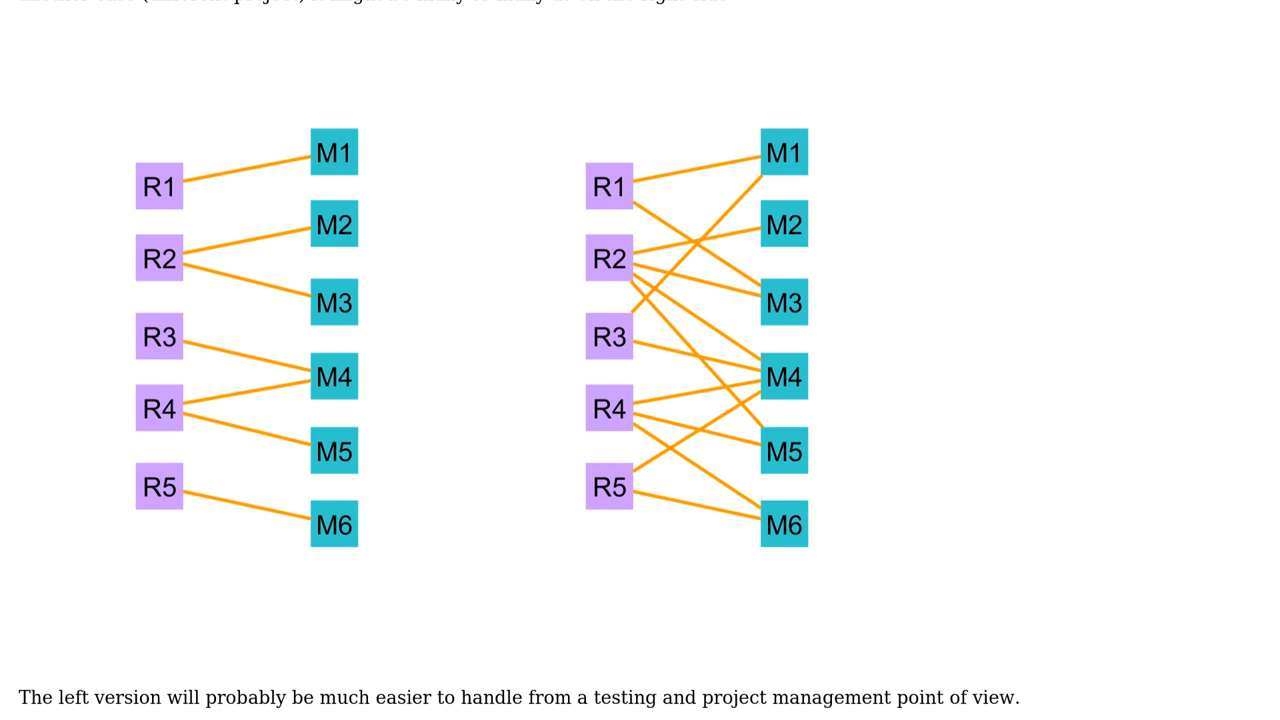 R1
R2
R3
R4
R5
M1
M2
M3
M4
M5
M6
R1
R2
R3
R4
R5
M1
M2
M3
M4
M5
M6
The left version will probably be much easier to handle from a testing and project management point of view.